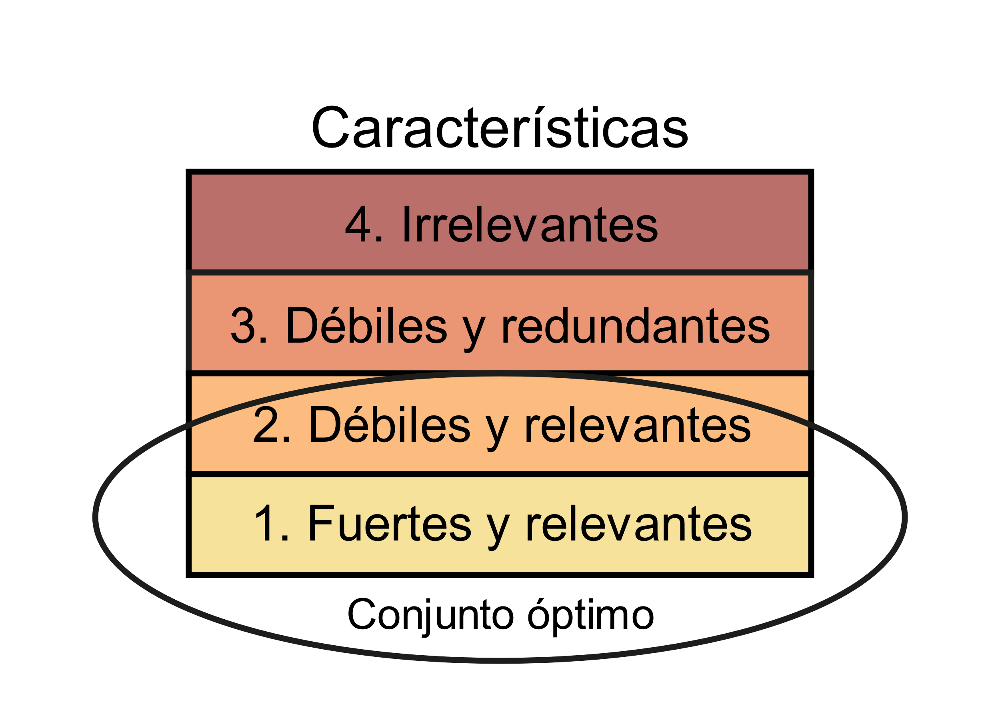 Características
4. Irrelevantes
3. Débiles y redundantes
2. Débiles y relevantes
1. Fuertes y relevantes
Conjunto óptimo